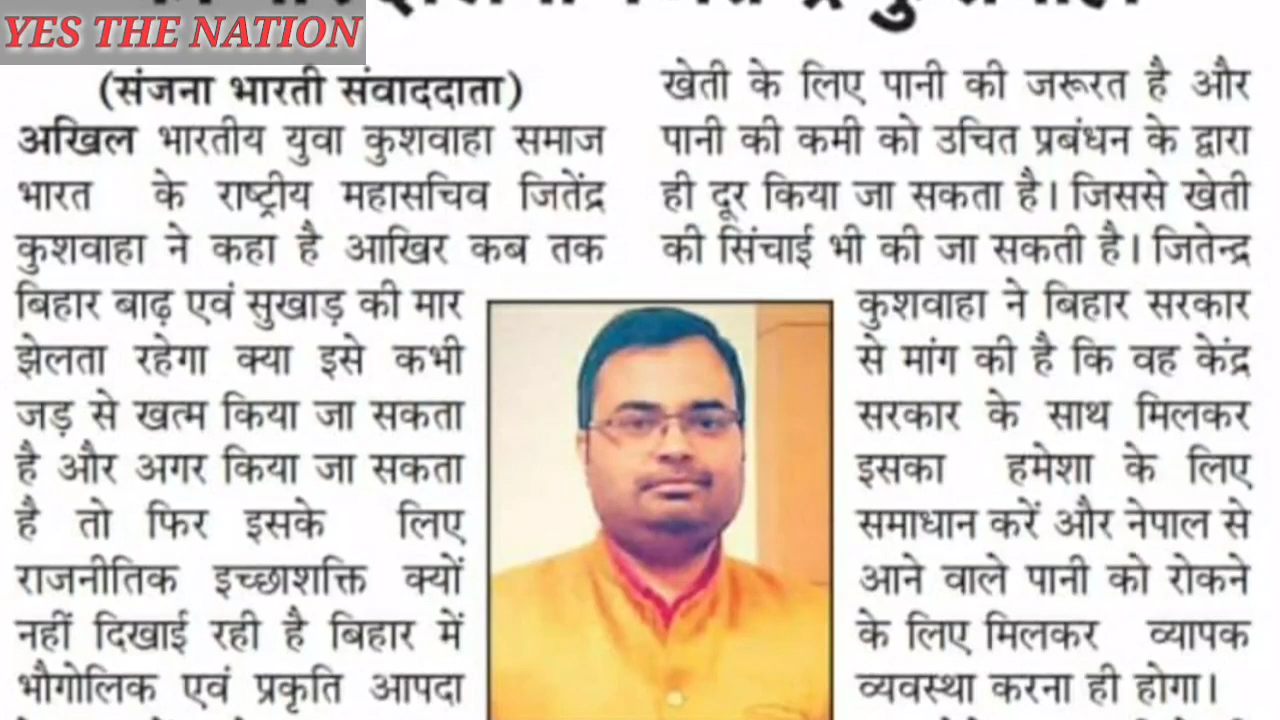 YES THE NATION
(संजना भारती संवाददाता)
अखिल भारतीय युवा कुशवाहा समाज
भारत के राष्ट्रीय महासचिव जितेंद्र
कुशवाहा ने कहा है आखिर कब तक
बिहार बाढ़ एवं सुखाड़ की मार
झेलता रहेगा क्या इसे कभी
जड़ से खत्म किया जा सकता
है और अगर किया जा सकता
है तो फिर इसके लिए
राजनीतिक इच्छाशक्ति क्यों
नहीं दिखाई रही है बिहार में
भौगोलिक एवं प्रकृति आपदा
खेती के लिए पानी की जरूरत है और
पानी की कमी को उचित प्रबंधन के द्वारा
ही दूर किया जा सकता है। जिससे खेती
की सिंचाई भी की जा सकती है। जितेन्द्र
कुशवाहा ने बिहार सरकार
से मांग की है कि वह केंद्र
सरकार के साथ मिलकर
इसका हमेशा के लिए
समाधान करें और नेपाल से
आने वाले पानी को रोकने
के लिए मिलकर व्यापक
व्यवस्था करना ही होगा।